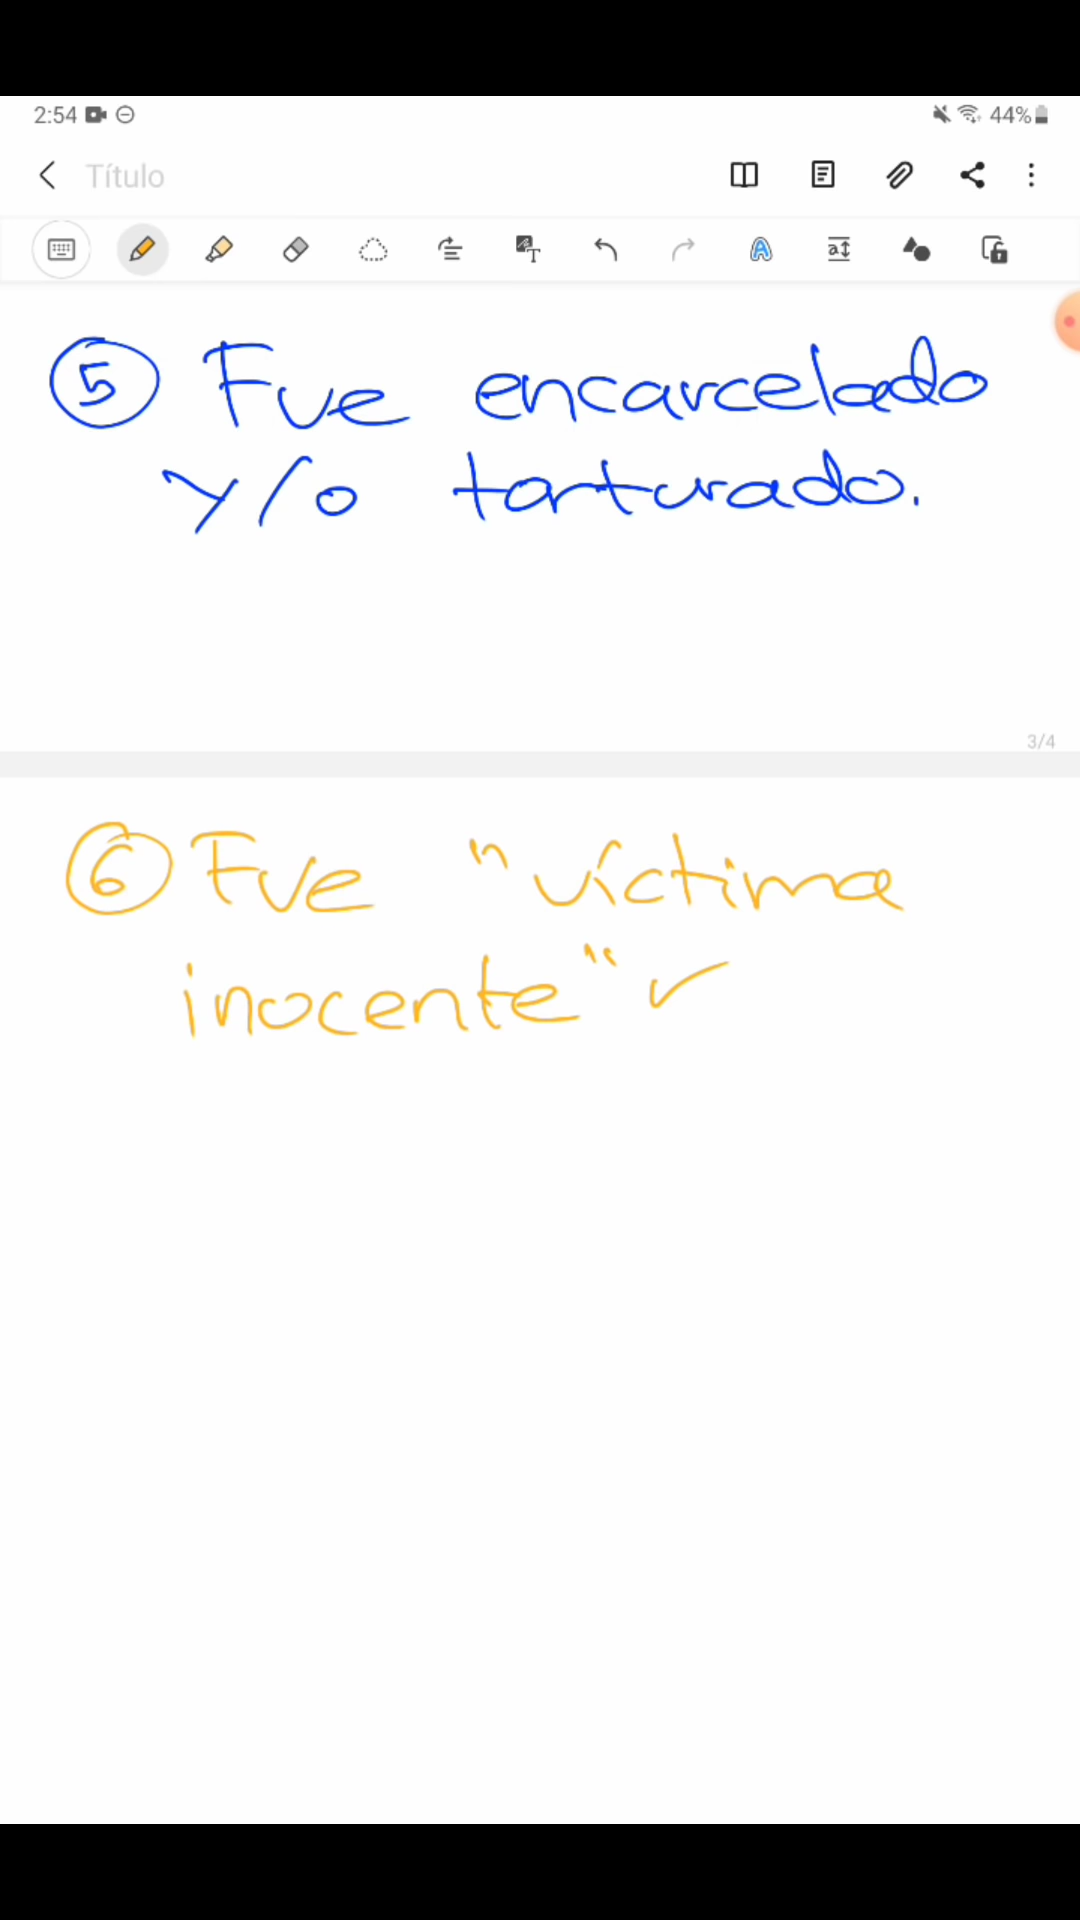 2:54 44%
Título
⑤ Fue encarcelado
y/o torturado.
3/4
⑥ Fue "víctima
inocente" ✓